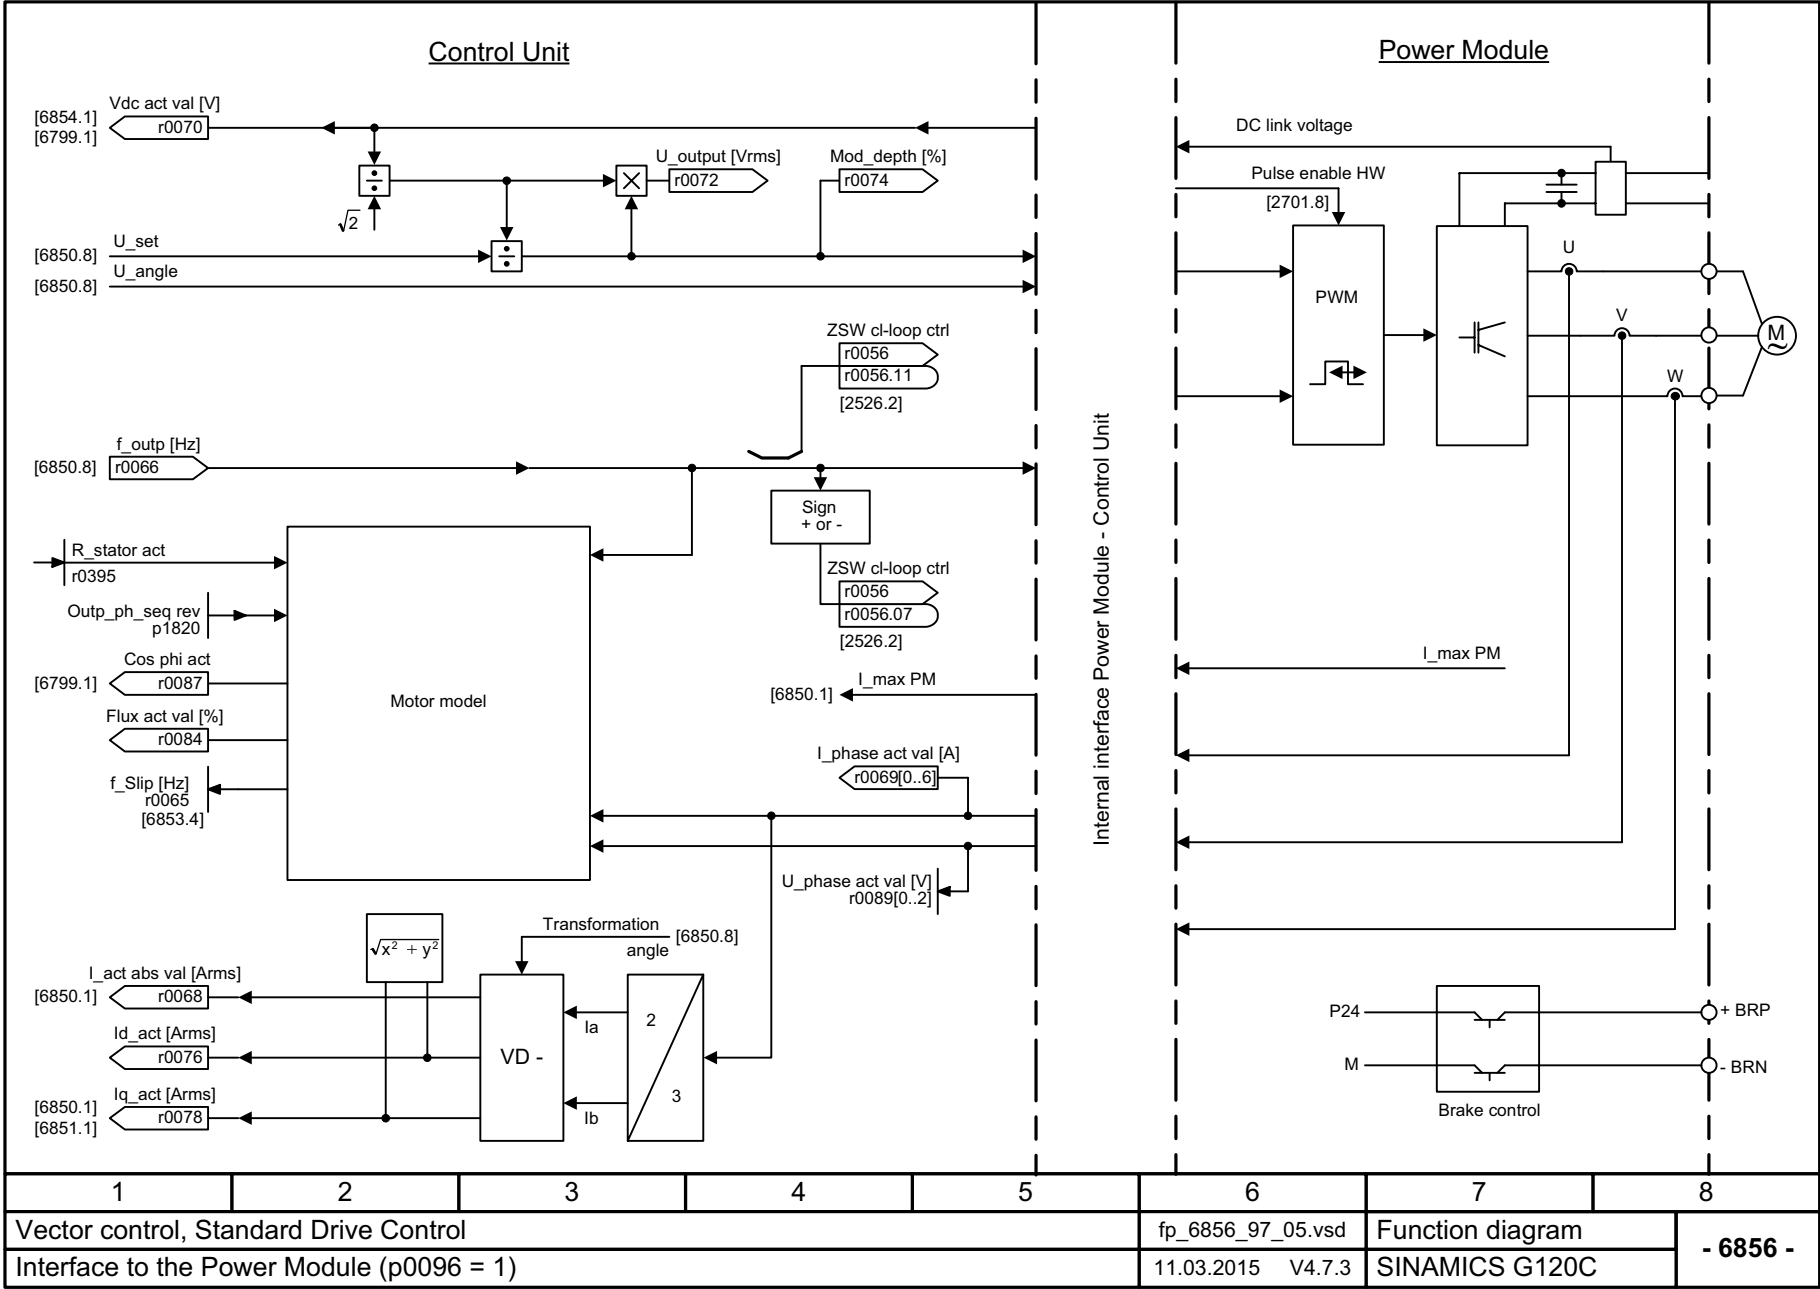 Control Unit
Power Module
Vdc act val [V]
[6854.1]
[6799.1]
r0070
DC link voltage
U_output [Vrms]
r0072
Mod_depth [%]
r0074
÷
×
√2
Pulse enable HW
[2701.8]
U_set
[6850.8]
÷
U_angle
[6850.8]
U
V
W
M
~
PWM
ZSW cl-loop ctrl
r0056
r0056.11
[2526.2]
f_outp [Hz]
[6850.8]
r0066
Sign
+ or -
Internal interface Power Module - Control Unit
R_stator act
r0395
ZSW cl-loop ctrl
r0056
r0056.07
[2526.2]
Outp_ph_seq rev
p1820
Cos phi act
[6799.1]
r0087
Motor model
I_max PM
[6850.1]
I_max PM
Flux act val [%]
r0084
I_phase act val [A]
r0069[0..6]
f_Slip [Hz]
r0065
[6853.4]
U_phase act val [V]
r0089[0..2]
Transformation
angle
[6850.8]
√x² + y²
I_act abs val [Arms]
[6850.1]
r0068
Ia
2
P24
+ BRP
Id_act [Arms]
r0076
VD -
M
- BRN
Iq_act [Arms]
[6850.1]
[6851.1]
r0078
Ib
3
Brake control
1 2 3 4 5 6 7 8
Vector control, Standard Drive Control
fp_6856_97_05.vsd
Function diagram
- 6856 -
Interface to the Power Module (p0096 = 1)
11.03.2015 V4.7.3
SINAMICS G120C